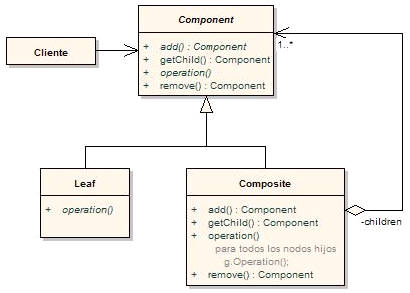 Component
+ add() : Component
+ getChild() : Component
+ operation()
+ remove() : Component
Cliente
1..*
Leaf
+ operation()
Composite
+ add() : Component
+ getChild() : Component
+ operation()
para todos los nodos hijos
g.Operation();
+ remove() : Component
-children